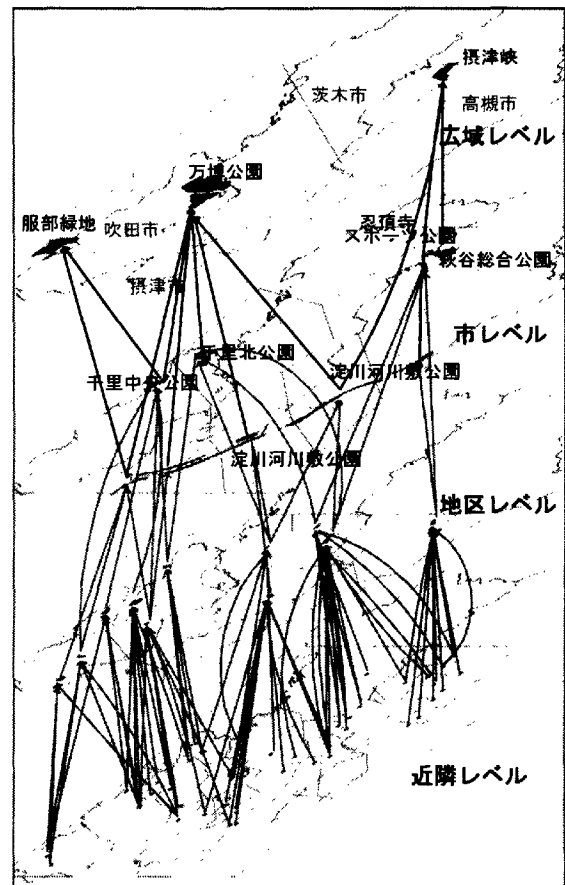 摂津峡
茨木市
高槻市
広域レベル
万博公園
服部緑地
吹田市
忍頂寺
スポーツ公園
萩谷総合公園
摂津市
市レベル
千里北公園
千里中央公園
淀川河川敷公園
淀川河川敷公園
地区レベル
近隣レベル